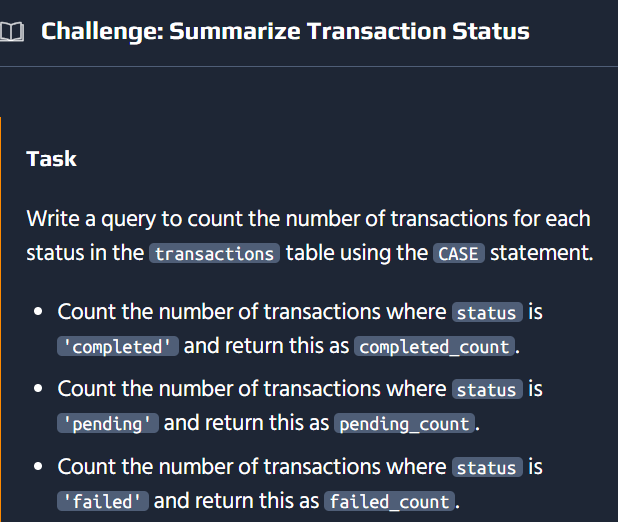 Challenge: Summarize Transaction Status
Task
Write a query to count the number of transactions for each
status in the transactions table using the CASE statement.
Count the number of transactions where status is
'completed' and return this as completed_count.
Count the number of transactions where status is
'pending' and return this as pending_count.
Count the number of transactions where status is
'failed' and return this as failed_count.